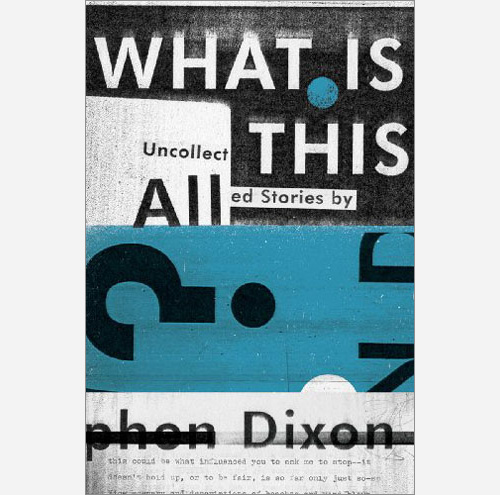 WHAT IS
THIS
Uncollect
ed Stories by
All
?
N D
phen Dixon
this could be what influenced you to ask me to stop--it
doesn't hold up, or to be fair, is so far only just so-so